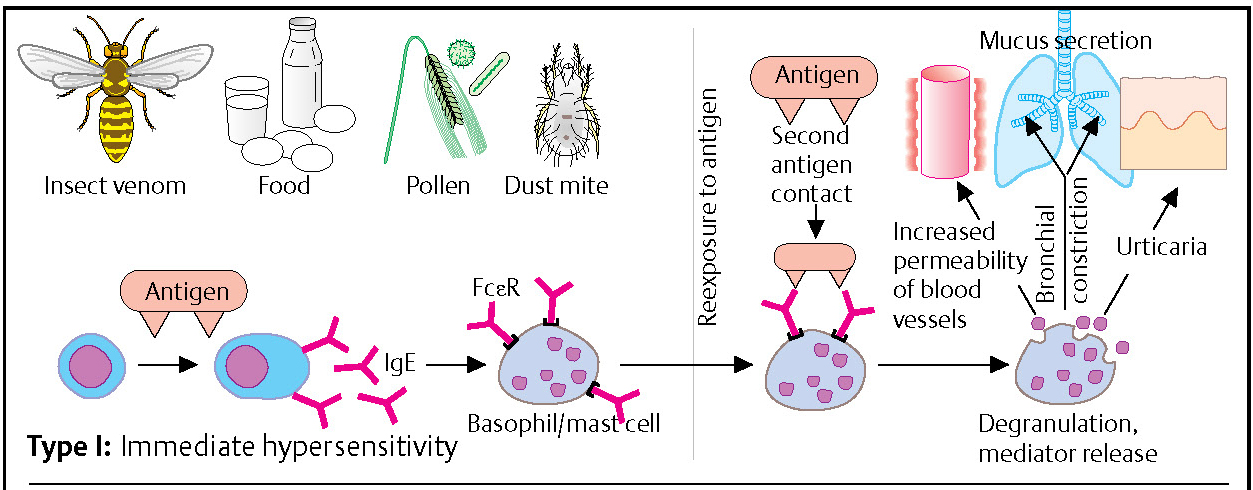 Mucus secretion
Antigen
Second
antigen
contact
Insect venom
Food
Pollen
Dust mite
Reexposure to antigen
Increased
permeability
of blood
vessels
Bronchial
constriction
Urticaria
Antigen
FcεR
IgE
Basophil/mast cell
Degranulation,
mediator release
Type I: Immediate hypersensitivity